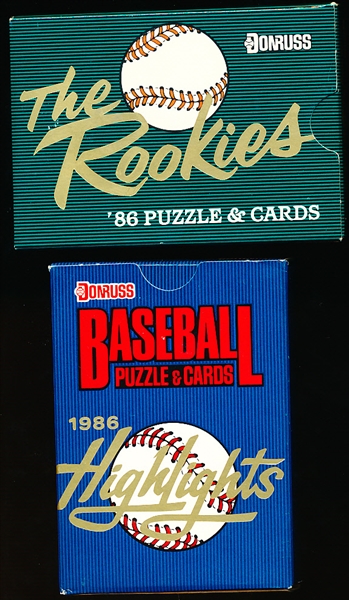 DONRUSS
The
Rookies
'86 PUZZLE & CARDS
DONRUSS
BASEBALL
PUZZLE & CARDS
1986
Highlights